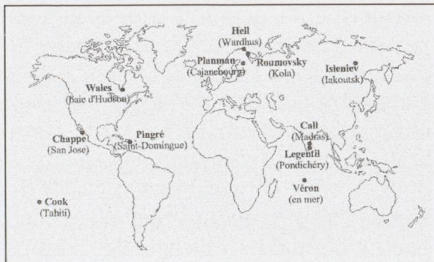 Hell
(Wardhus)
Planman
(Cajanebourg)
Roumovsky
(Kola)
Isleniev
(Iakoutsk)
Wales
(Baie d'Hudson)
Chappe
(San Jose)
Pingré
(Saint-Domingue)
Call
(Madras)
Legentil
(Pondichéry)
Véron
(en mer)
Cook
(Tahiti)